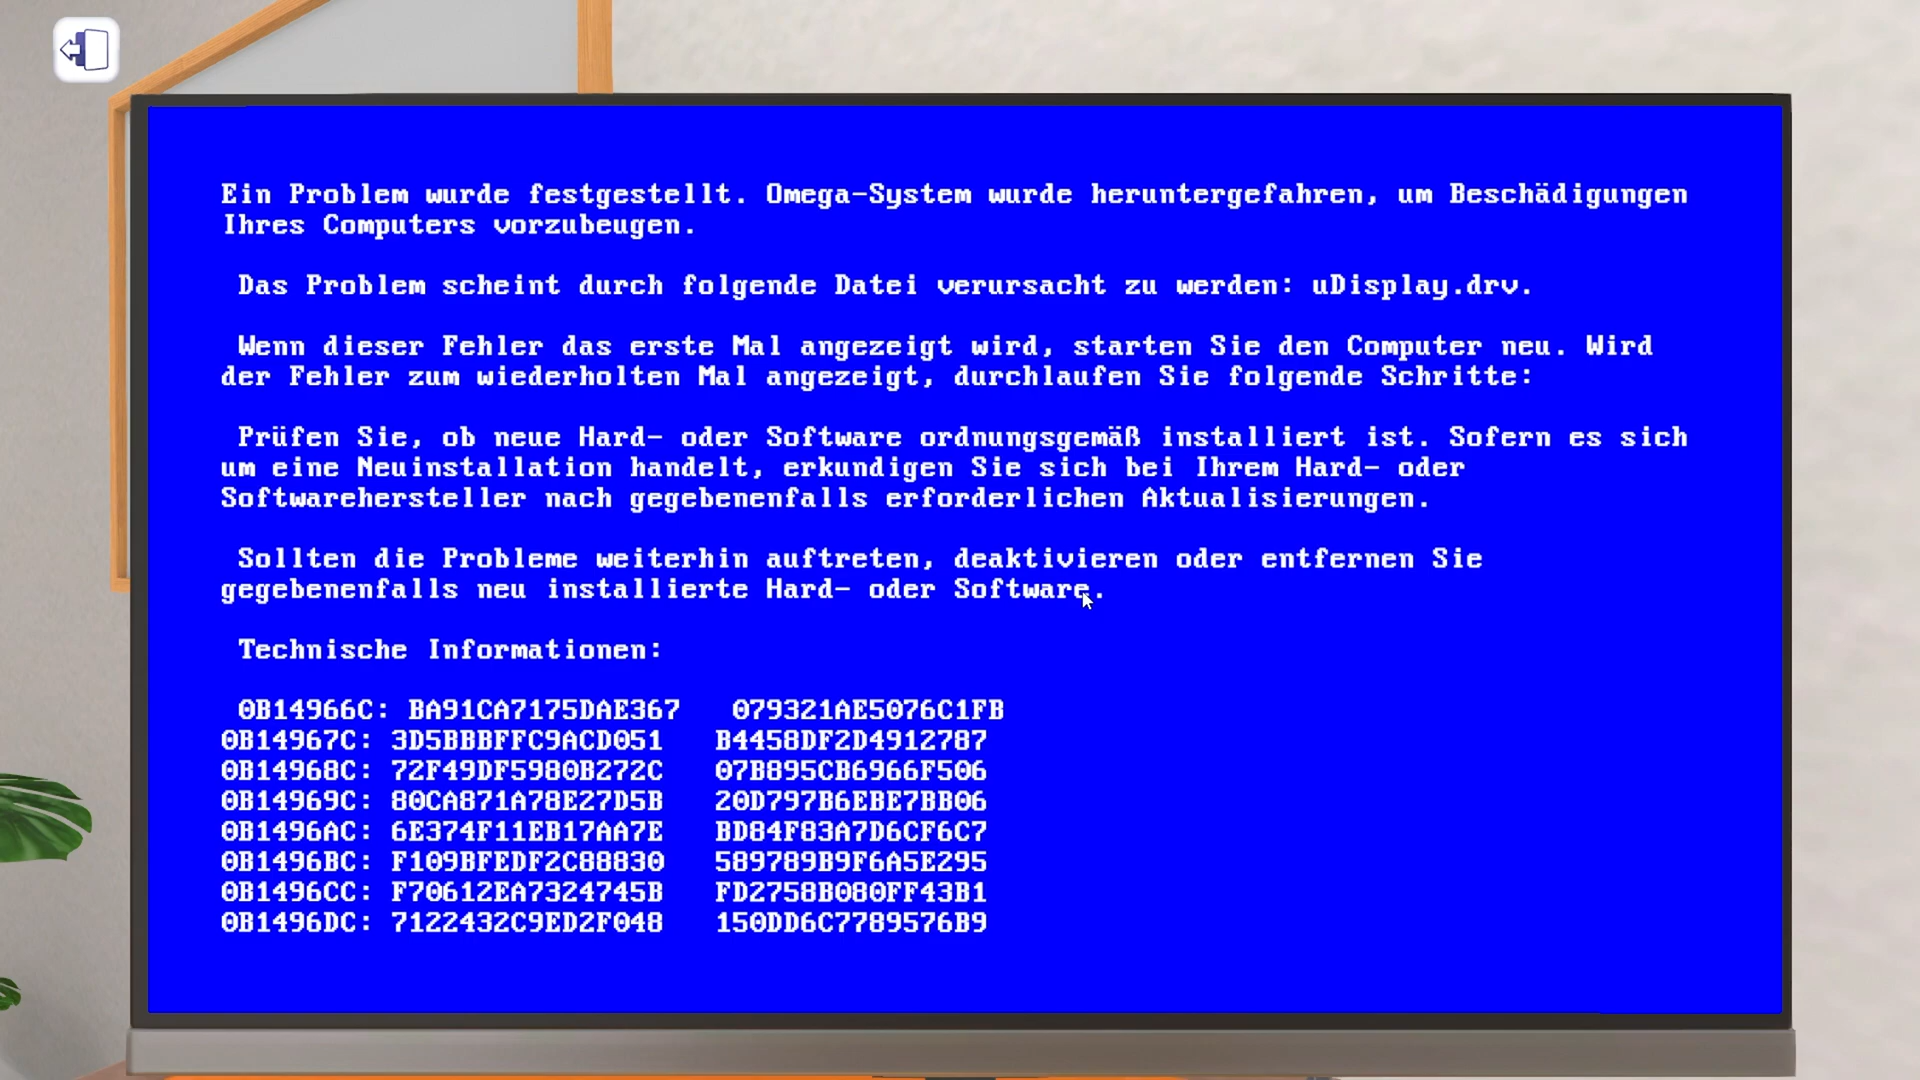 Ein Problem wurde festgestellt. Omega-System wurde heruntergefahren, um Beschädigungen
Ihres Computers vorzubeugen.
Das Problem scheint durch folgende Datei verursacht zu werden: uDisplay.drv.
Wenn dieser Fehler das erste Mal angezeigt wird, starten Sie den Computer neu. Wird
der Fehler zum wiederholten Mal angezeigt, durchlaufen Sie folgende Schritte:
Prüfen Sie, ob neue Hard- oder Software ordnungsgemäß installiert ist. Sofern es sich
um eine Neuinstallation handelt, erkundigen Sie sich bei Ihrem Hard- oder
Softwarehersteller nach gegebenenfalls erforderlichen Aktualisierungen.
Sollten die Probleme weiterhin auftreten, deaktivieren oder entfernen Sie
gegebenenfalls neu installierte Hard- oder Software.
Technische Informationen:
0B14966C: BA91CA7175DAE367 079321AE5076C1FB
0B14967C: 3D5BBBFFC9ACD051 B4458DF2D4912787
0B14968C: 72F49DF5980B272C 07B895CB6966F506
0B14969C: 80CA871A78E27D5B 20D797B6EBE7BB06
0B1496AC: 6E374F11EB17AA7E BD84F83A7D6CF6C7
0B1496BC: F109BFEDF2C88830 589789B9F6A5E295
0B1496CC: F70612EA7324745B FD2758B080FF43B1
0B1496DC: 7122432C9ED2F048 150DD6C7789576B9